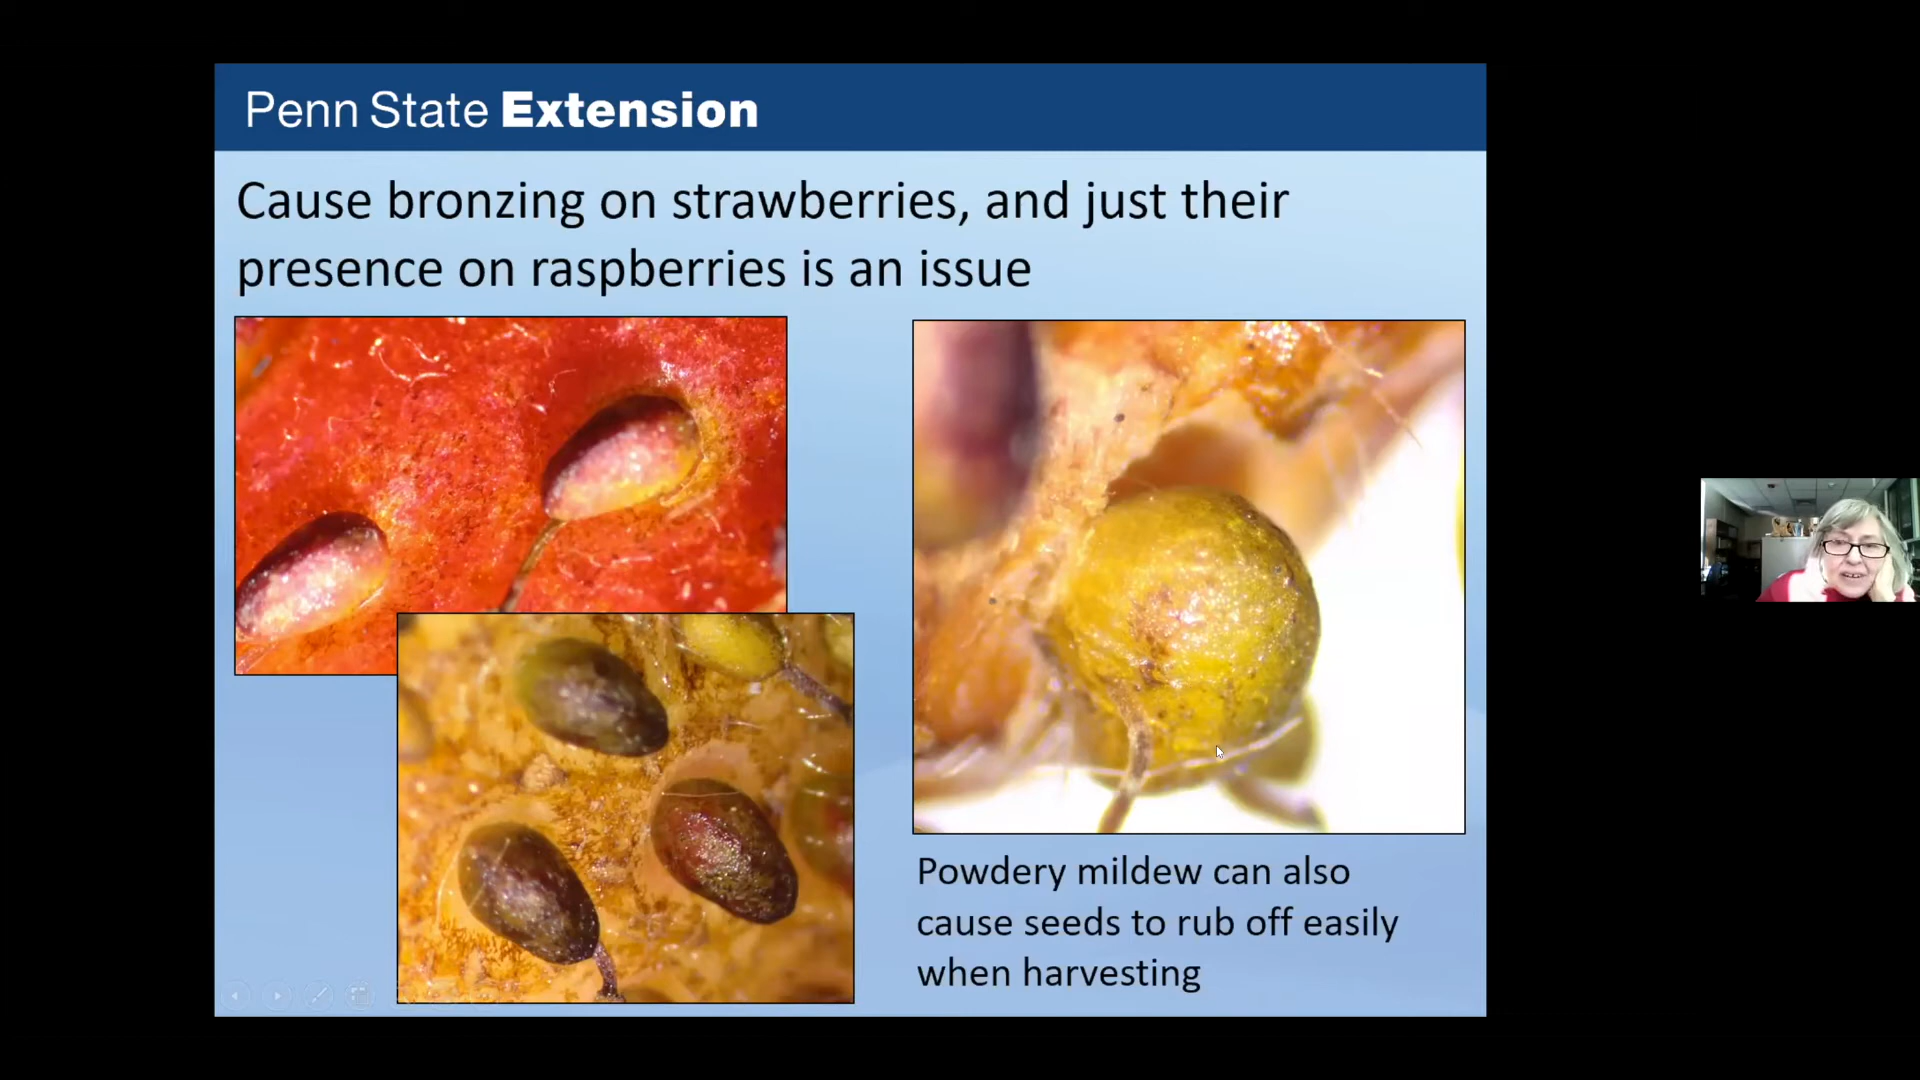 Penn State Extension
Cause bronzing on strawberries, and just their
presence on raspberries is an issue
Powdery mildew can also
cause seeds to rub off easily
when harvesting